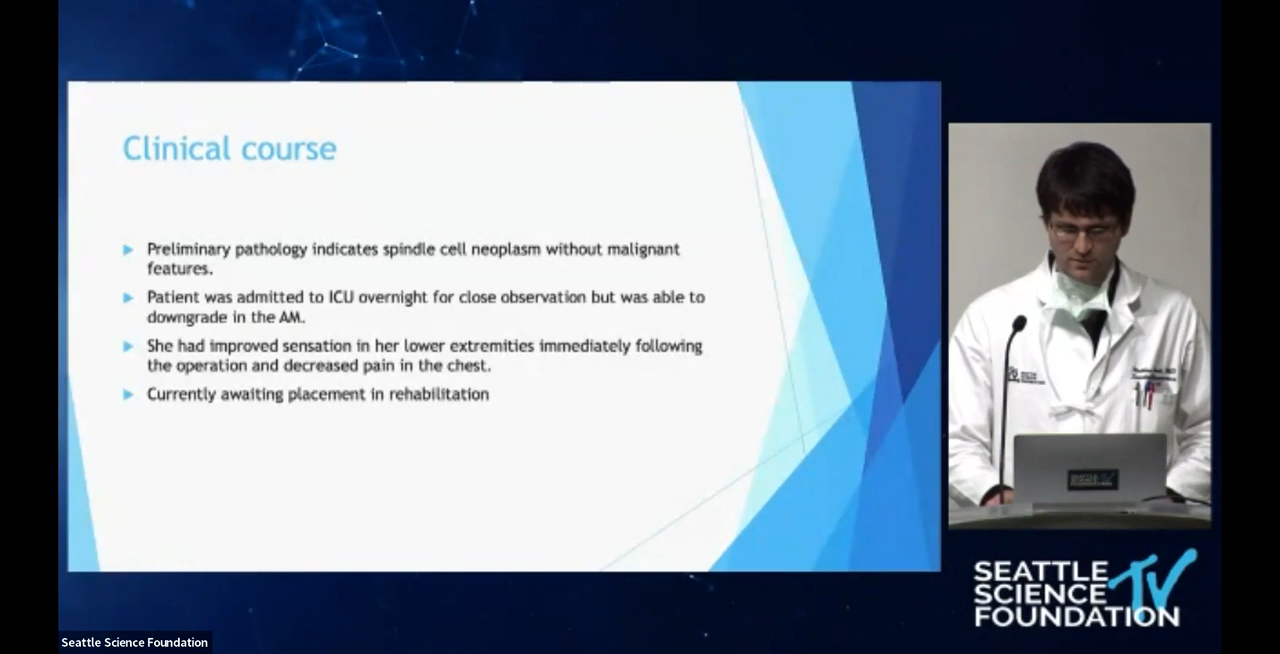 Clinical course
Preliminary pathology indicates spindle cell neoplasm without malignant
features.
Patient was admitted to ICU overnight for close observation but was able to
downgrade in the AM.
She had improved sensation in her lower extremities immediately following
the operation and decreased pain in the chest.
Currently awaiting placement in rehabilitation
SEATTLE
SCIENCE
FOUNDATION
TV
Seattle Science Foundation